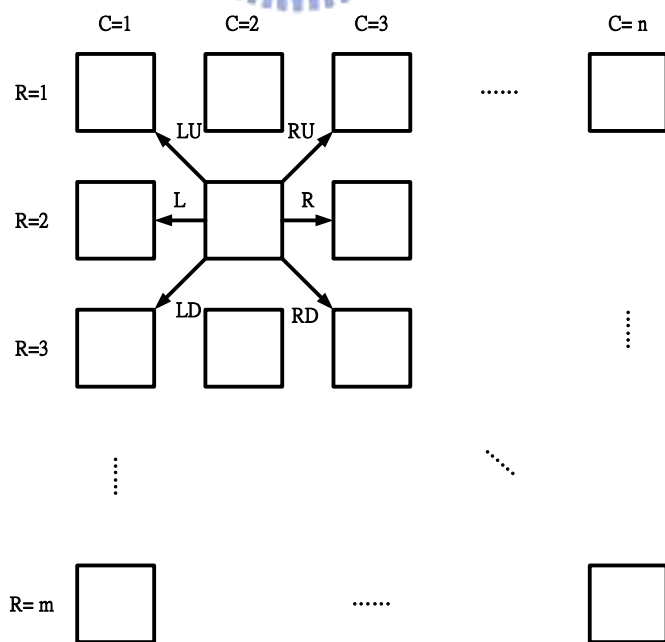 C=1 C=2 C=3 C= n
R=1 ......
LU RU
L R
R=2
LD RD
R=3
......
......
......
R= m ......